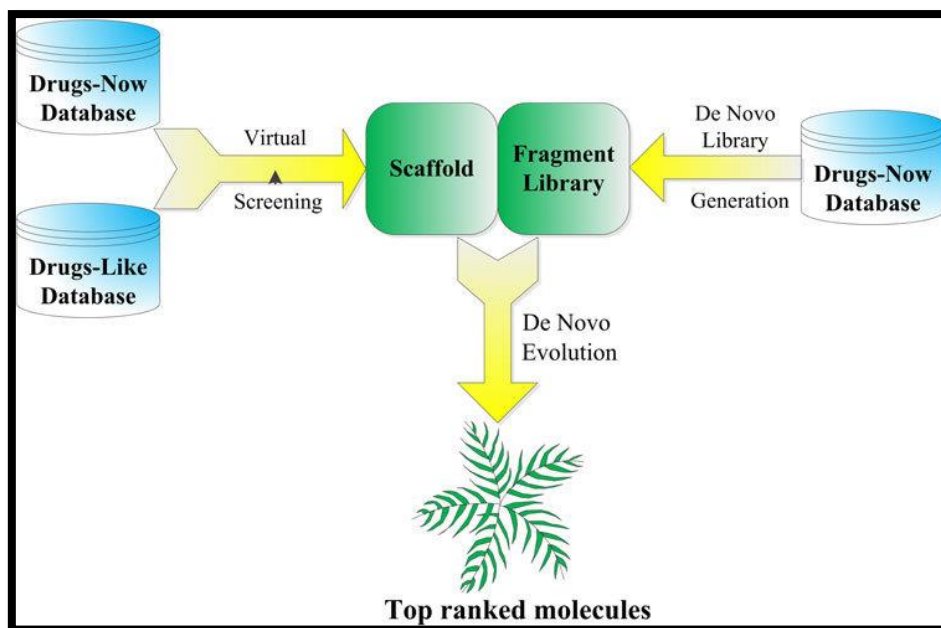 Drugs-Now
Database
Virtual
Screening
Drugs-Like
Database
Scaffold
Fragment
Library
De Novo
Library
Generation
Drugs-Now
Database
De Novo
Evolution
Top ranked molecules